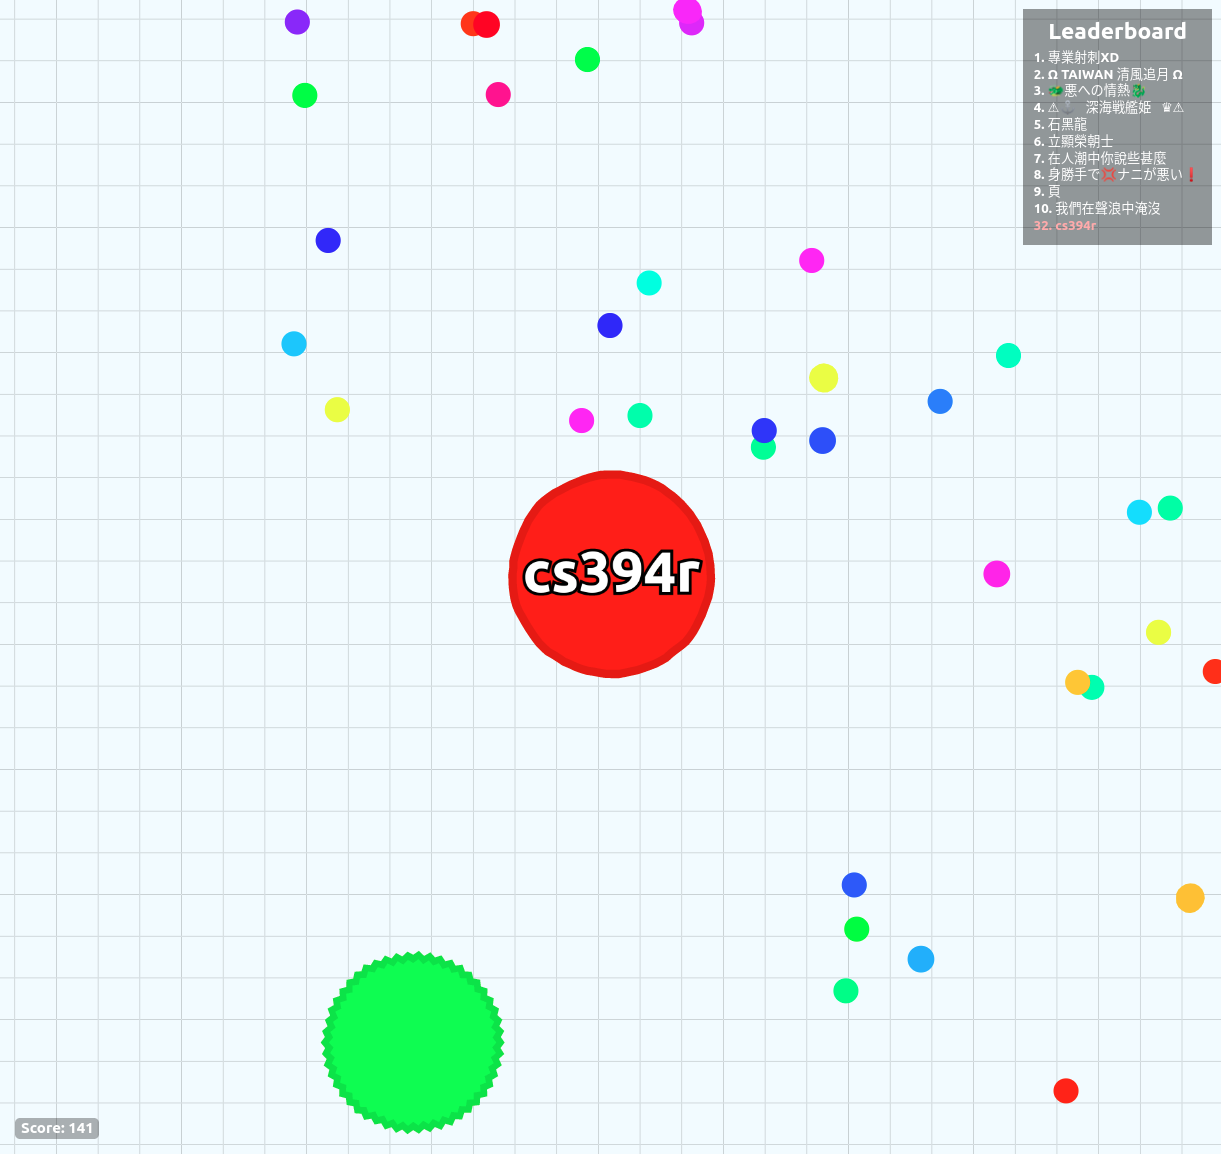 Leaderboard
1. 專業射刺XD
2. Ω TAIWAN 清風追月 Ω
3. 🐲悪への情熱🐉
4. ⚠⚓ 深海戦艦姫 ♛⚠
5. 石黑龍
6. 立顯榮朝士
7. 在人潮中你說些甚麼
8. 身勝手で💢ナニが悪い❗
9. 頁
10. 我們在聲浪中淹沒
32. cs394r
cs394r
Score: 141